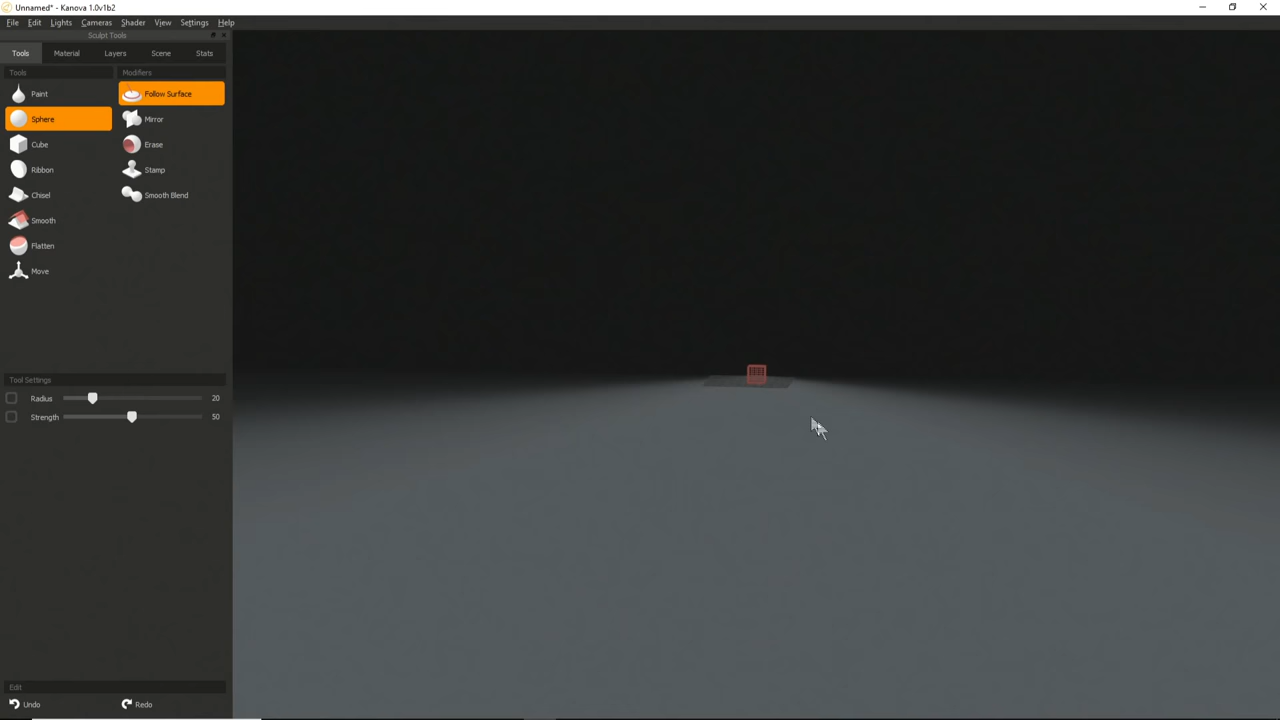 Unnamed* - Kanova 1.0v1b2
File Edit Lights Cameras Shader View Settings Help
Sculpt Tools
Tools Material Layers Scene Stats
Tools Modifiers
Paint Follow Surface
Sphere Mirror
Cube Erase
Ribbon Stamp
Chisel Smooth Blend
Smooth
Flatten
Move
Tool Settings
Radius 20
Strength 50
Edit
Undo Redo